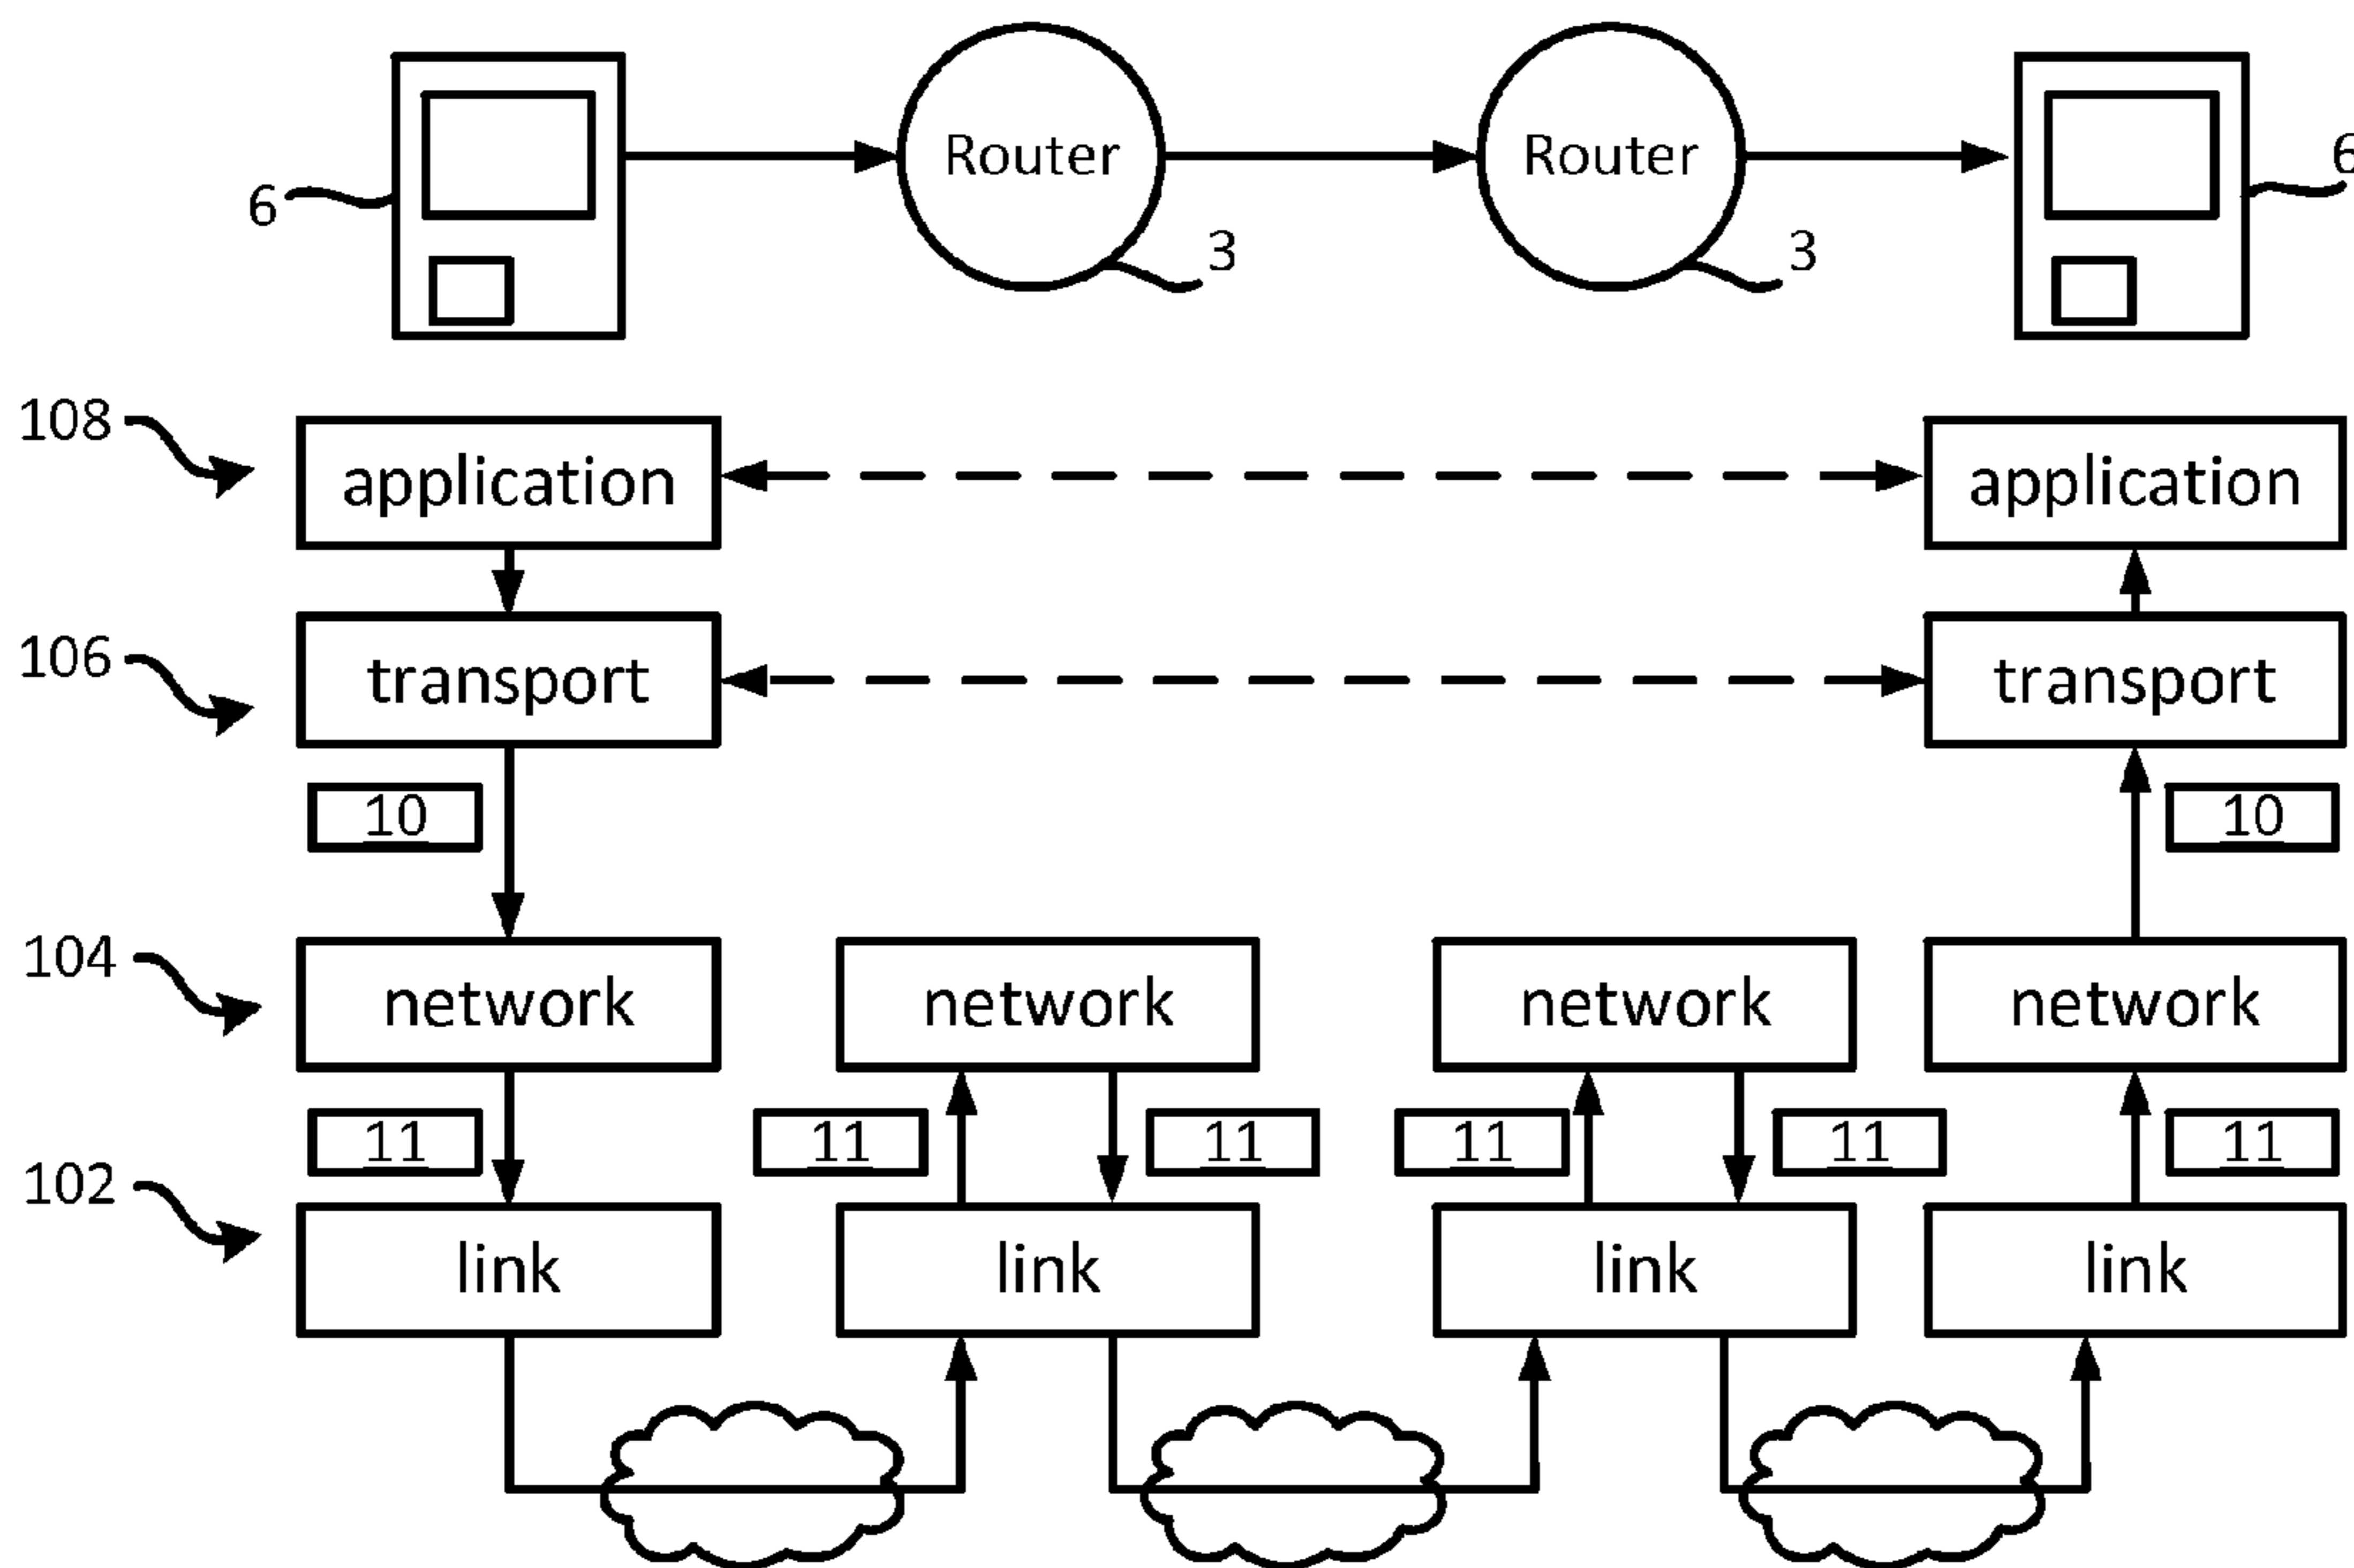 Router
Router
6
6
3
3
108
application
application
106
transport
transport
10
10
104
network
network
network
network
11
11
11
11
11
11
102
link
link
link
link